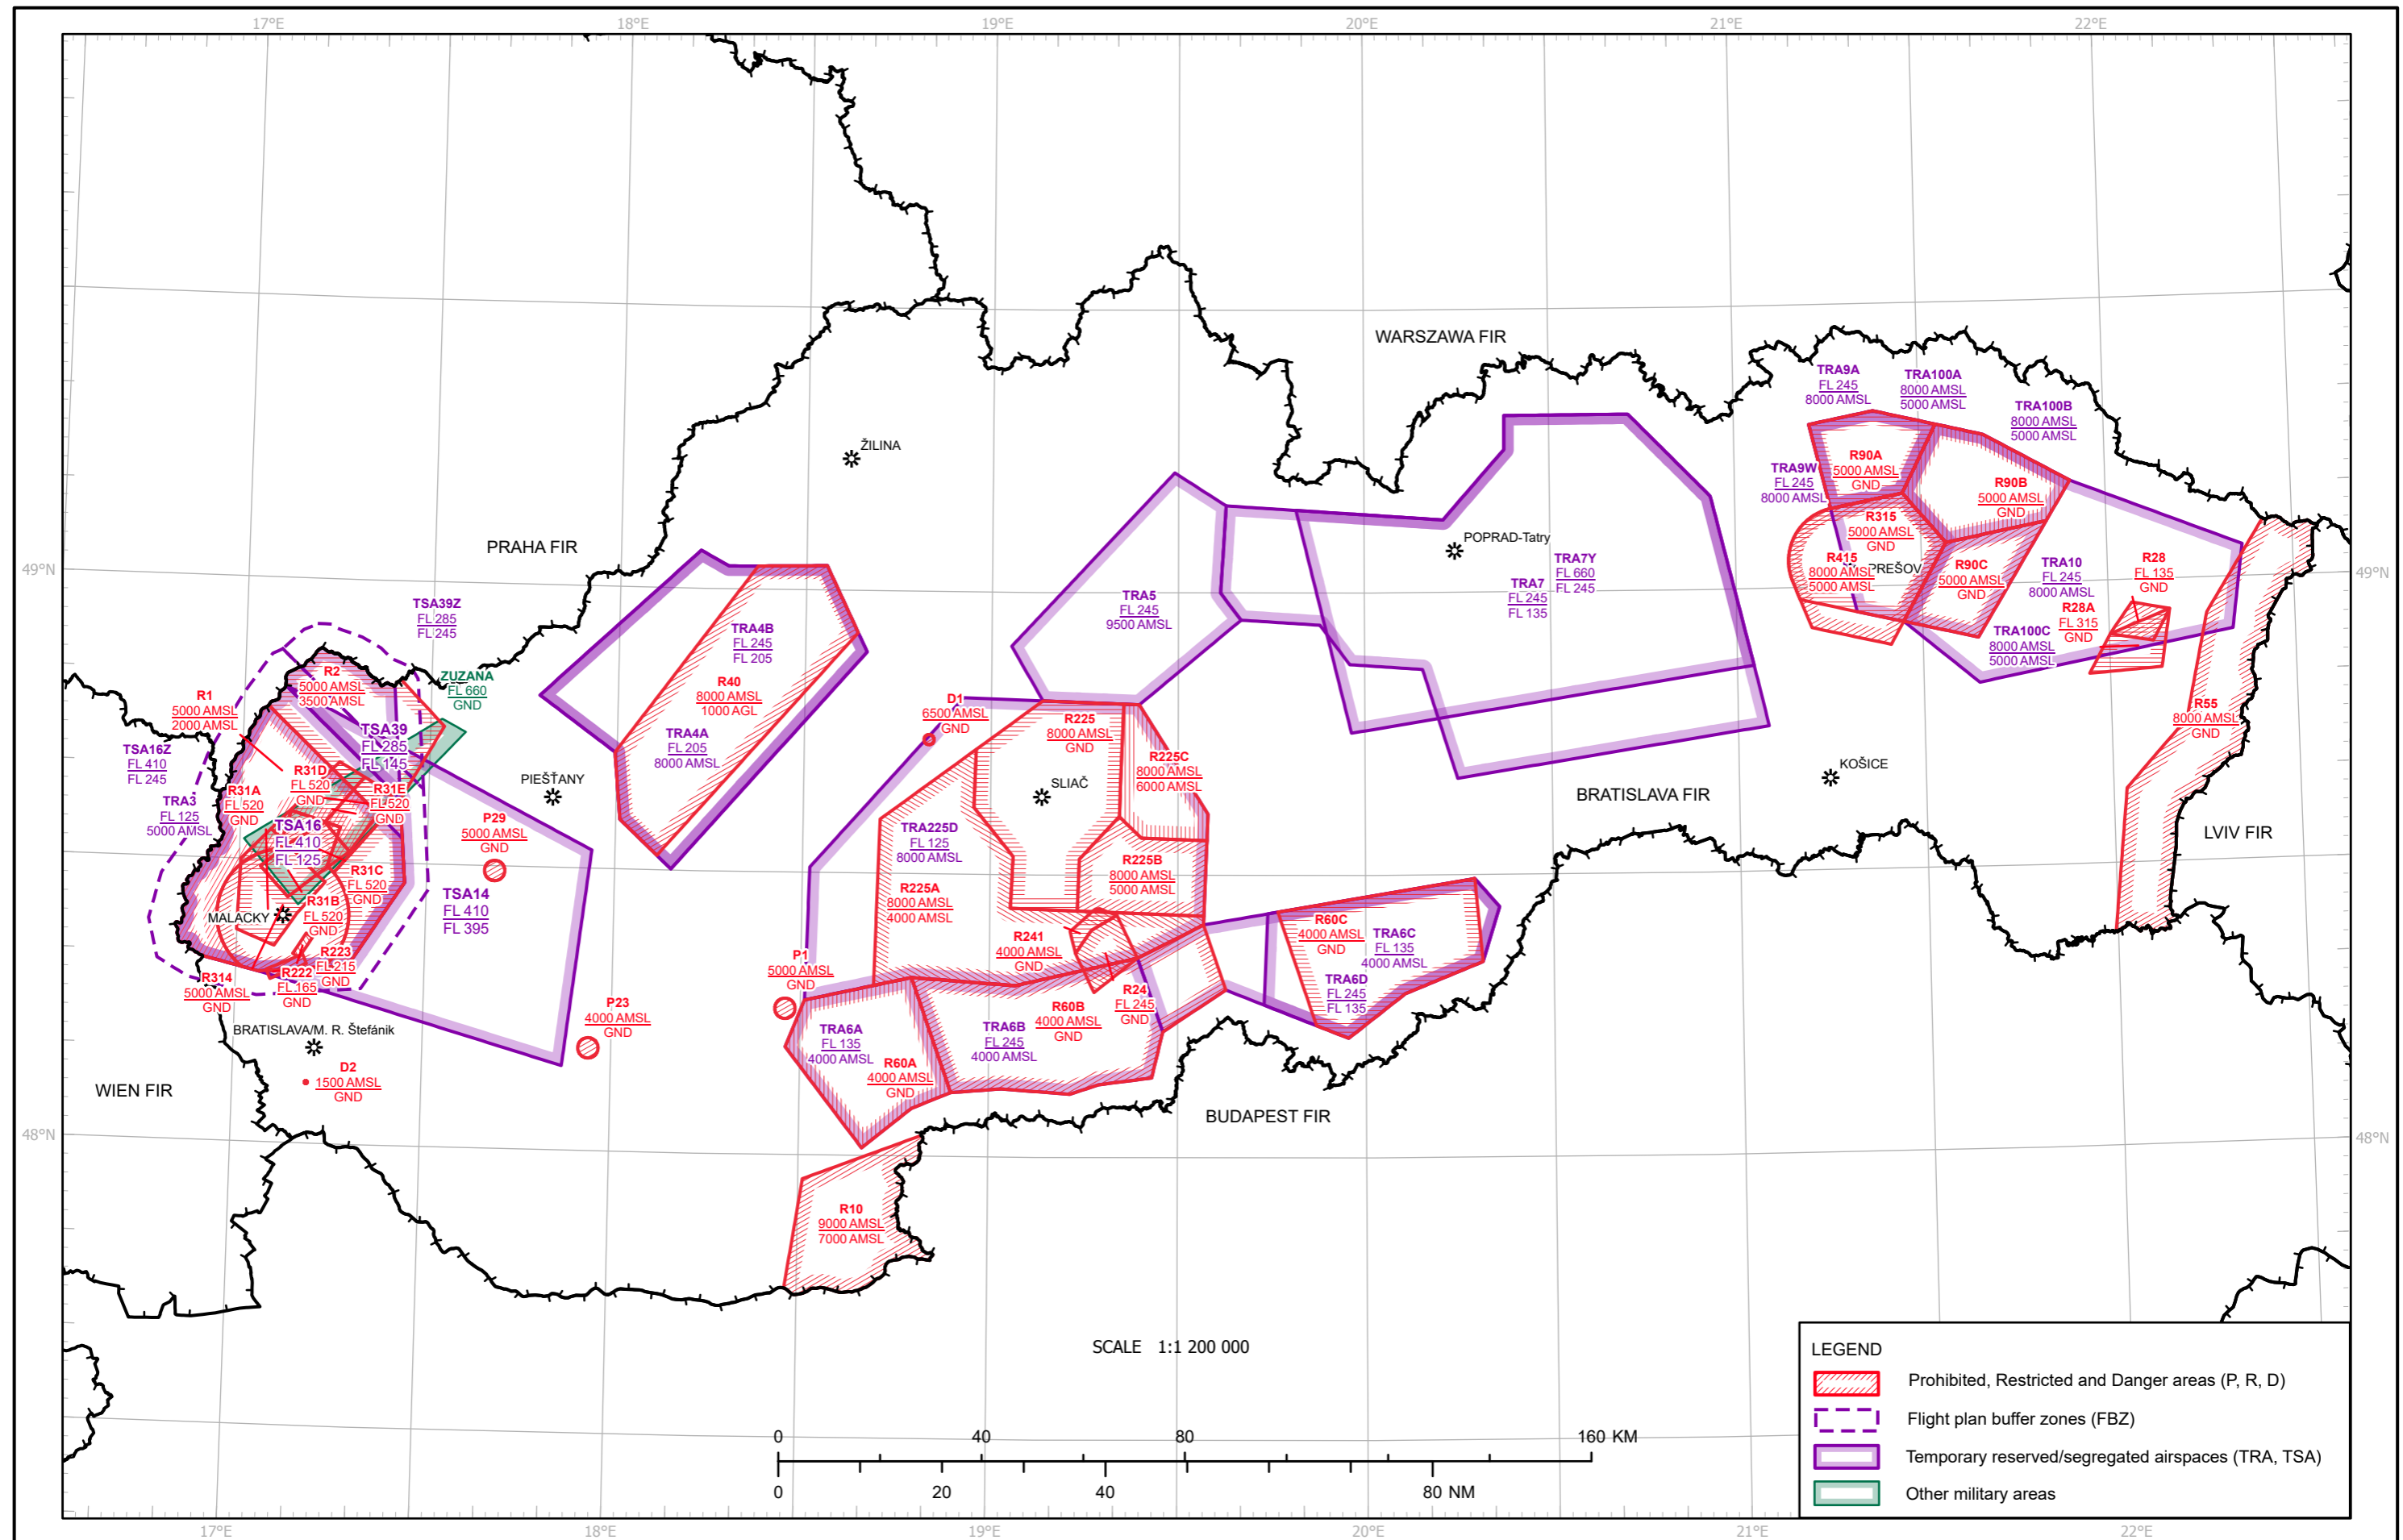 17°E
18°E
19°E
20°E
21°E
22°E
WARSZAWA FIR
TRA9A
FL 245
8000 AMSL
TRA100A
8000 AMSL
5000 AMSL
TRA100B
8000 AMSL
5000 AMSL
ŽILINA
R90A
5000 AMSL
GND
TRA9W
FL 245
8000 AMSL
R90B
5000 AMSL
GND
R315
5000 AMSL
GND
PRAHA FIR
POPRAD-Tatry
49°N
49°N
TRA7Y
FL 660
FL 245
TRA7
FL 245
FL 135
R415
8000 AMSL
5000 AMSL
PREŠOV
R90C
5000 AMSL
GND
TRA10
FL 245
8000 AMSL
R28
FL 135
GND
R28A
FL 315
GND
TRA100C
8000 AMSL
5000 AMSL
TRA5
FL 245
9500 AMSL
TSA39Z
FL 285
FL 245
TRA4B
FL 245
FL 205
R40
8000 AMSL
1000 AGL
TRA4A
FL 205
8000 AMSL
ZUZANA
FL 660
GND
R2
5000 AMSL
3500 AMSL
R1
5000 AMSL
2000 AMSL
TSA39
FL 285
FL 145
TSA16Z
FL 410
FL 245
D1
6500 AMSL
GND
R225
8000 AMSL
GND
R225C
8000 AMSL
6000 AMSL
R55
8000 AMSL
GND
R31D
FL 520
GND
R31A
FL 520
GND
R31E
FL 520
GND
TRA3
FL 125
5000 AMSL
TSA16
FL 410
FL 125
PIEŠŤANY
SLIAČ
KOŠICE
BRATISLAVA FIR
LVIV FIR
P29
5000 AMSL
GND
TRA225D
FL 125
8000 AMSL
R225B
8000 AMSL
5000 AMSL
R225A
8000 AMSL
4000 AMSL
R31C
FL 520
GND
R31B
FL 520
GND
MALACKY
TSA14
FL 410
FL 395
R223
FL 215
GND
R222
FL 165
GND
R314
5000 AMSL
GND
R241
4000 AMSL
GND
R60C
4000 AMSL
GND
TRA6C
FL 135
4000 AMSL
TRA6D
FL 245
FL 135
P1
5000 AMSL
GND
P23
4000 AMSL
GND
R24
FL 245
GND
R60B
4000 AMSL
GND
TRA6A
FL 135
4000 AMSL
TRA6B
FL 245
4000 AMSL
R60A
4000 AMSL
GND
BRATISLAVA/M. R. Štefánik
D2
1500 AMSL
GND
WIEN FIR
BUDAPEST FIR
48°N
48°N
R10
9000 AMSL
7000 AMSL
SCALE 1:1 200 000
0 40 80 160 KM
0 20 40 80 NM
LEGEND
Prohibited, Restricted and Danger areas (P, R, D)
Flight plan buffer zones (FBZ)
Temporary reserved/segregated airspaces (TRA, TSA)
Other military areas
17°E
18°E
19°E
20°E
21°E
22°E